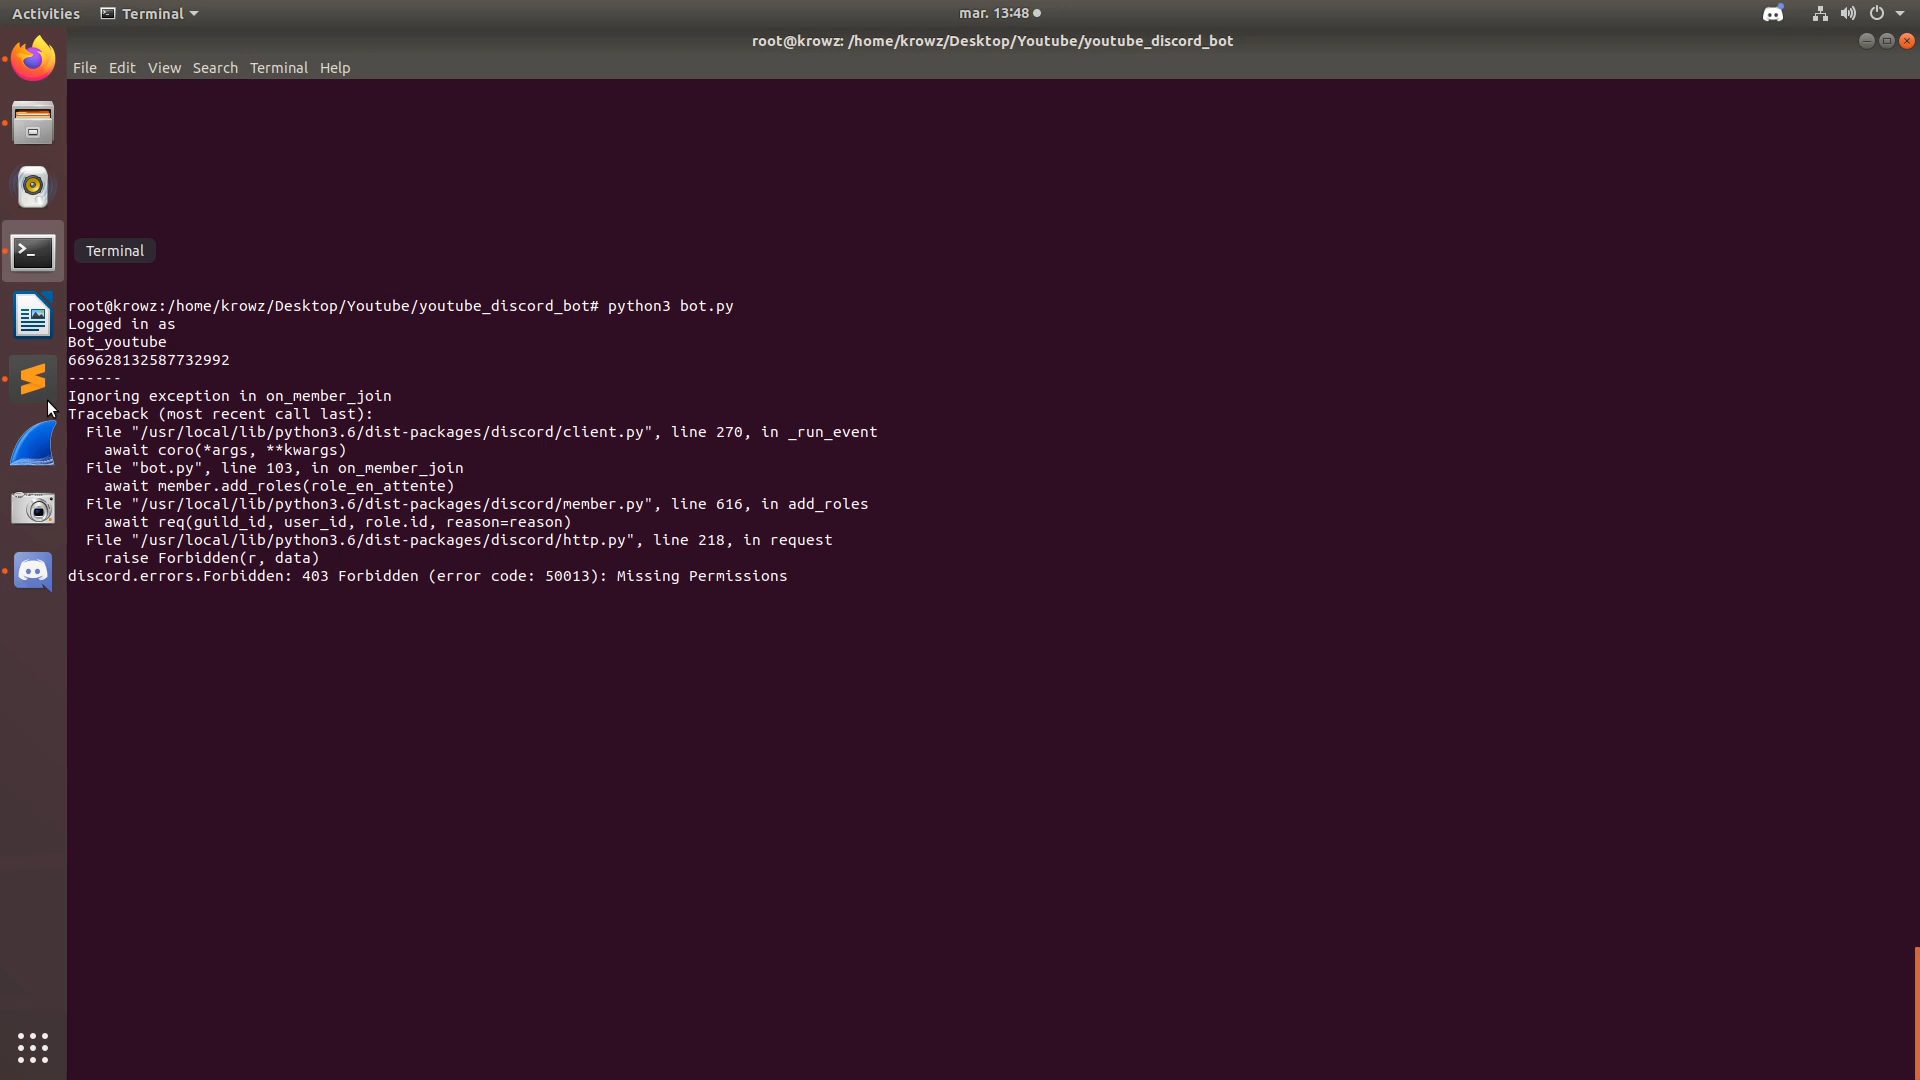 Activities Terminal mar. 13:48
root@krowz: /home/krowz/Desktop/Youtube/youtube_discord_bot
File Edit View Search Terminal Help
Terminal
root@krowz:/home/krowz/Desktop/Youtube/youtube_discord_bot# python3 bot.py
Logged in as
Bot_youtube
669628132587732992
------
Ignoring exception in on_member_join
Traceback (most recent call last):
  File "/usr/local/lib/python3.6/dist-packages/discord/client.py", line 270, in _run_event
    await coro(*args, **kwargs)
  File "bot.py", line 103, in on_member_join
    await member.add_roles(role_en_attente)
  File "/usr/local/lib/python3.6/dist-packages/discord/member.py", line 616, in add_roles
    await req(guild_id, user_id, role.id, reason=reason)
  File "/usr/local/lib/python3.6/dist-packages/discord/http.py", line 218, in request
    raise Forbidden(r, data)
discord.errors.Forbidden: 403 Forbidden (error code: 50013): Missing Permissions